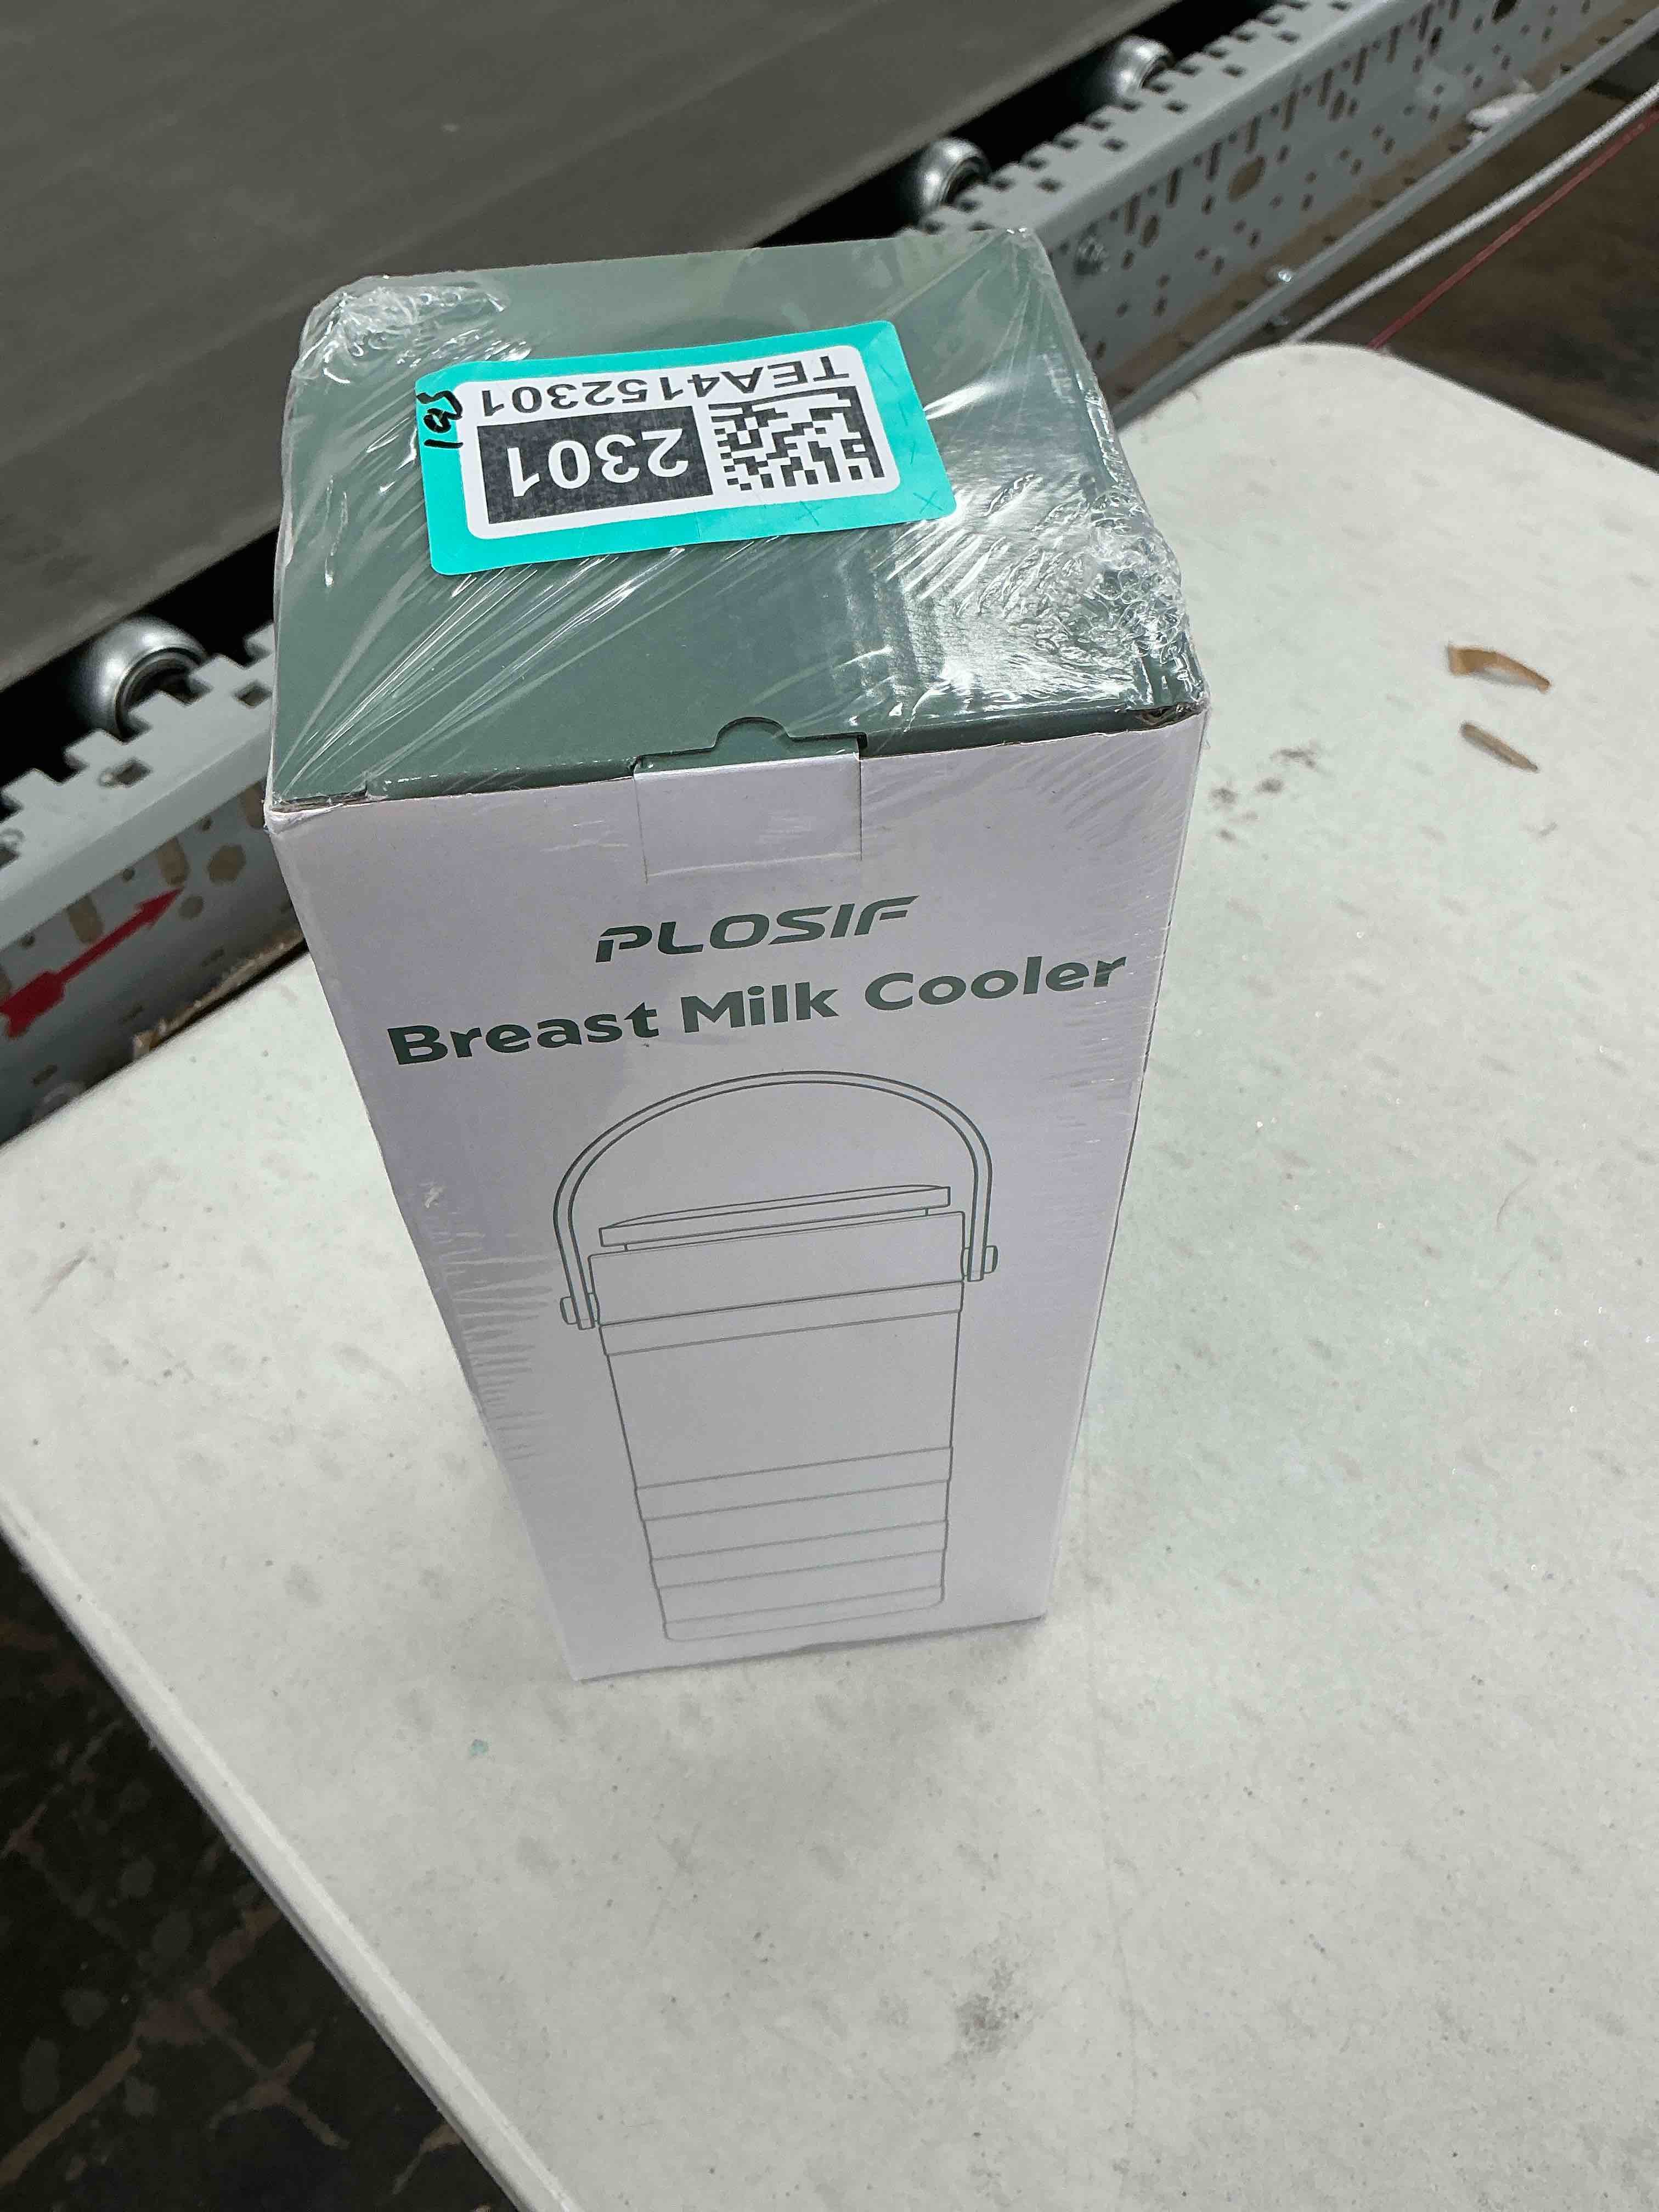 TEA4152301
2301
PLOSIF
Breast Milk Cooler